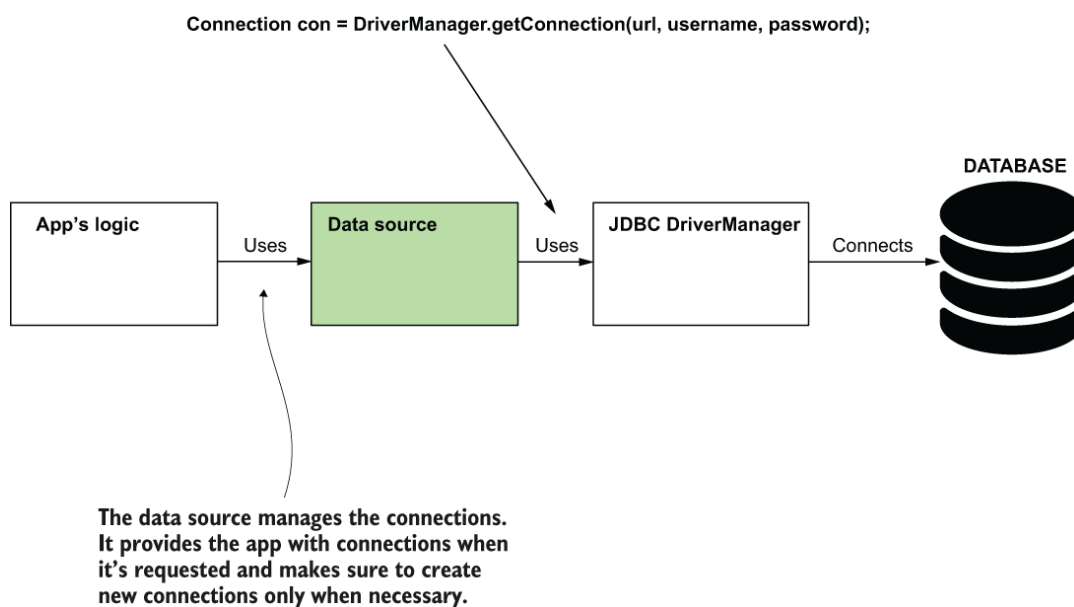 Connection con = DriverManager.getConnection(url, username, password);
DATABASE
App’s logic
Uses
Data source
Uses
JDBC DriverManager
Connects
The data source manages the connections.
It provides the app with connections when
it’s requested and makes sure to create
new connections only when necessary.